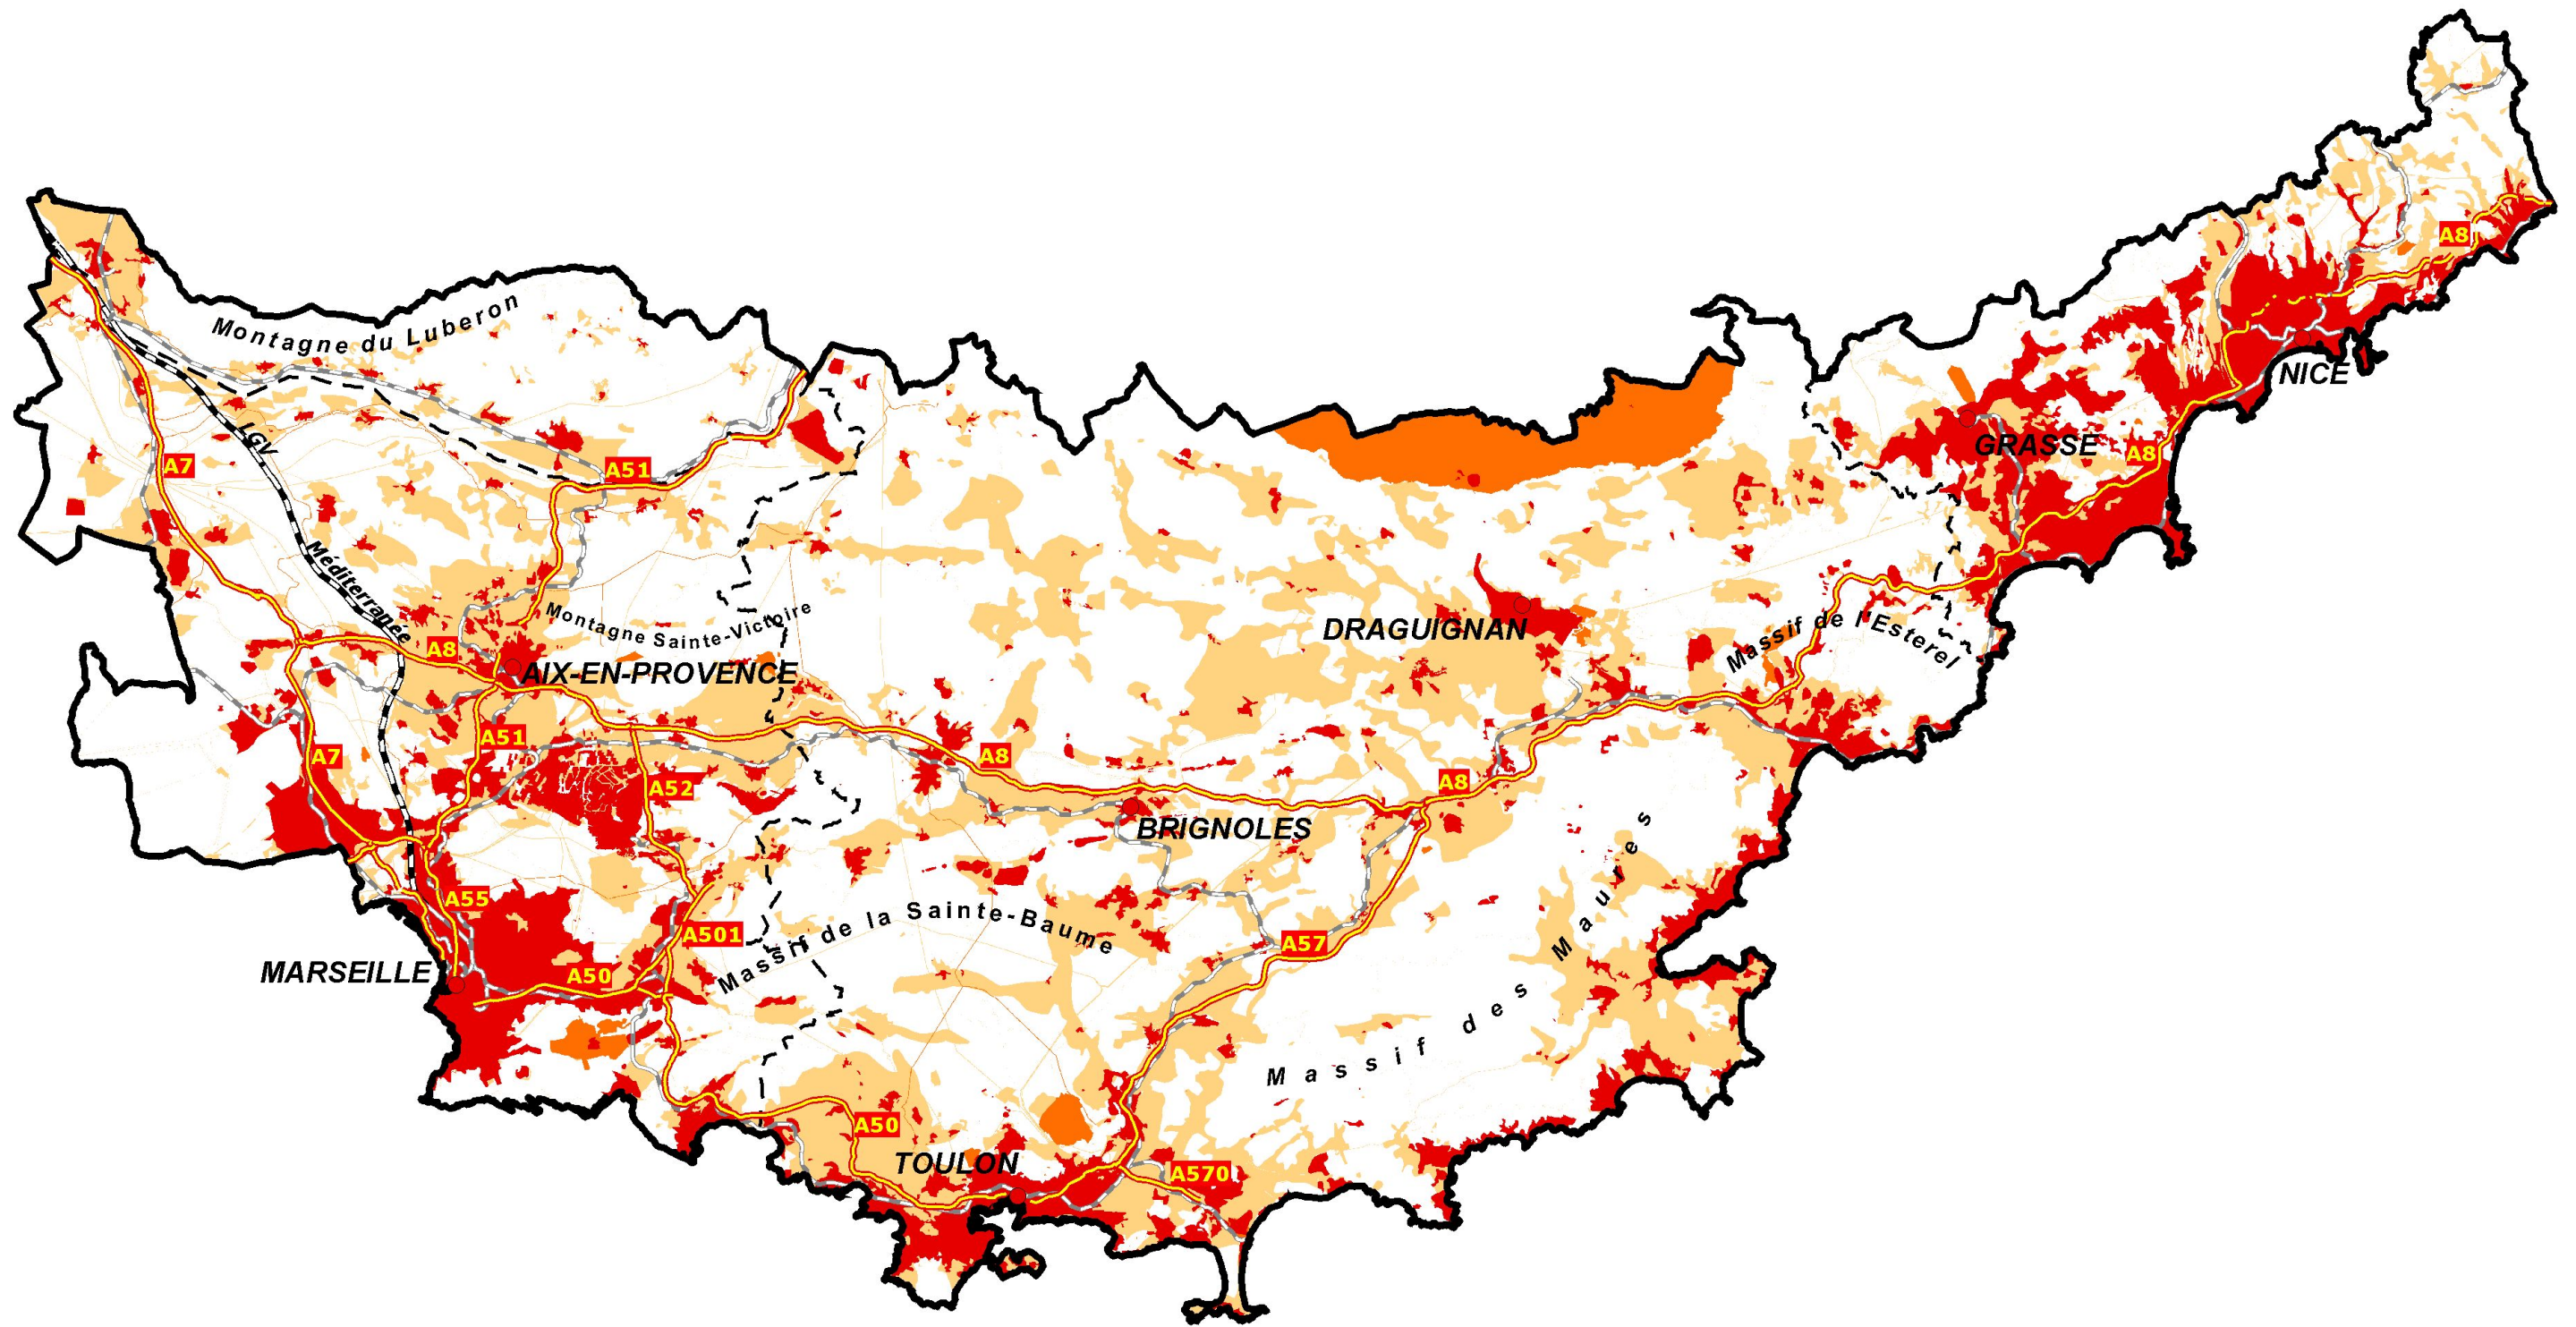 A8
Montagne du Luberon
NICE
LGV
GRASSE
A8
A7
A51
Méditerranée
Montagne Sainte-Victoire
DRAGUIGNAN
Massif de l'Esterel
A8
AIX-EN-PROVENCE
A51
A7
A8
A52
A8
BRIGNOLES
A55
Massif de la Sainte-Baume
A501
A57
MARSEILLE
A50
Massif des Maures
A50
TOULON
A570